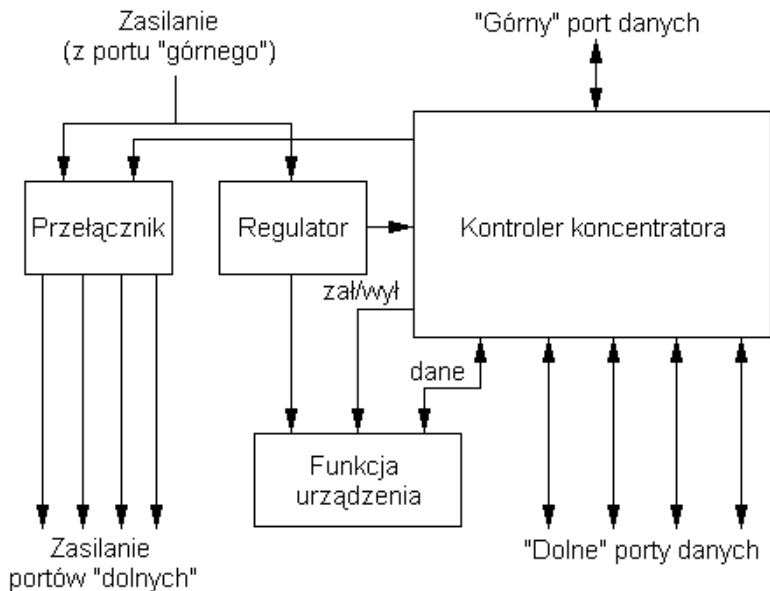 Zasilanie
(z portu "górnego")
"Górny" port danych
Przełącznik
Regulator
Kontroler koncentratora
zał/wył
dane
Funkcja
urządzenia
Zasilanie
portów "dolnych"
"Dolne" porty danych